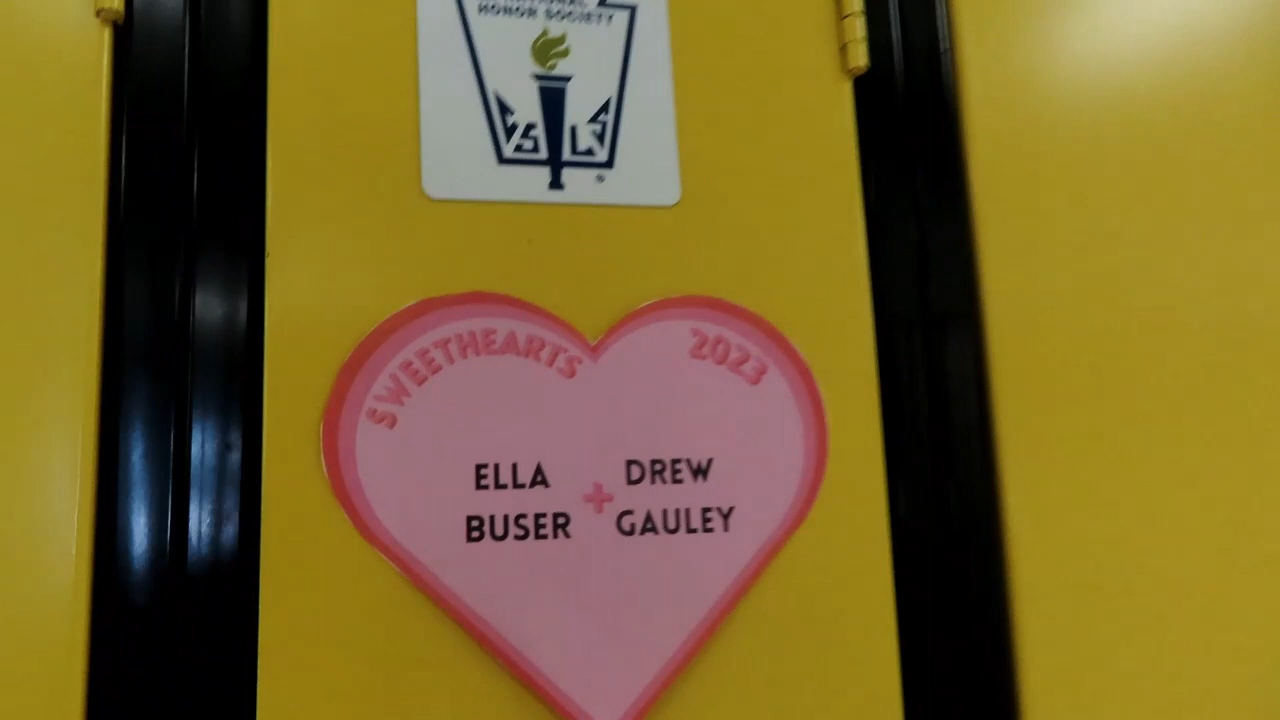 HONOR SOCIETY
S L
SWEETHEARTS 2023
ELLA + DREW
BUSER GAULEY